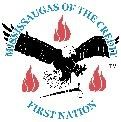 MISSISSAUGAS OF THE CREDIT
FIRST NATION